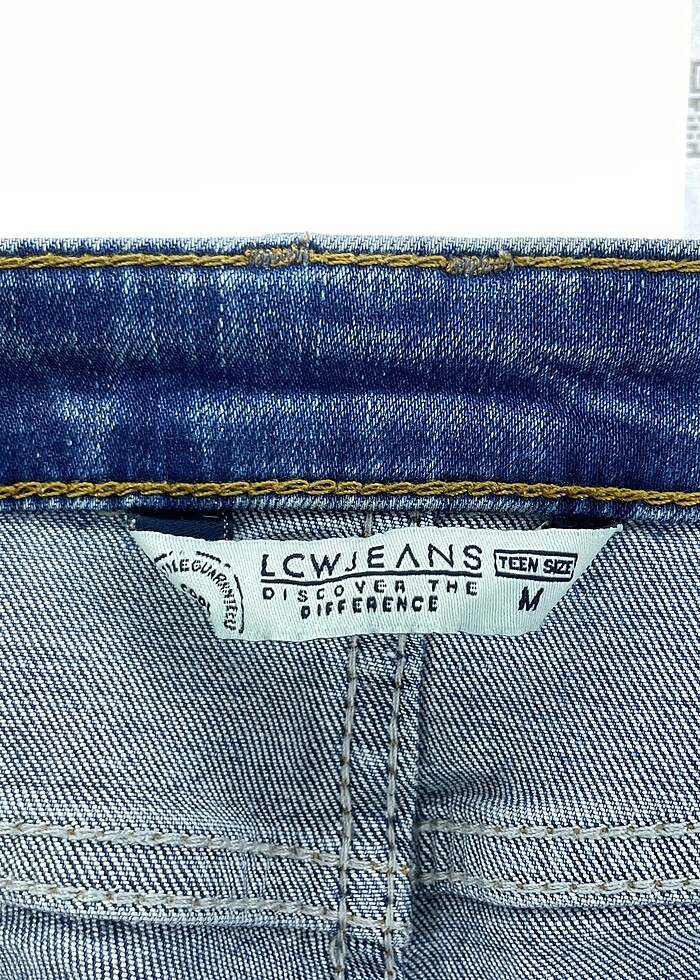 LCWJEANS
TEEN SIZE
DISCOVER THE
DIFFERENCE
M